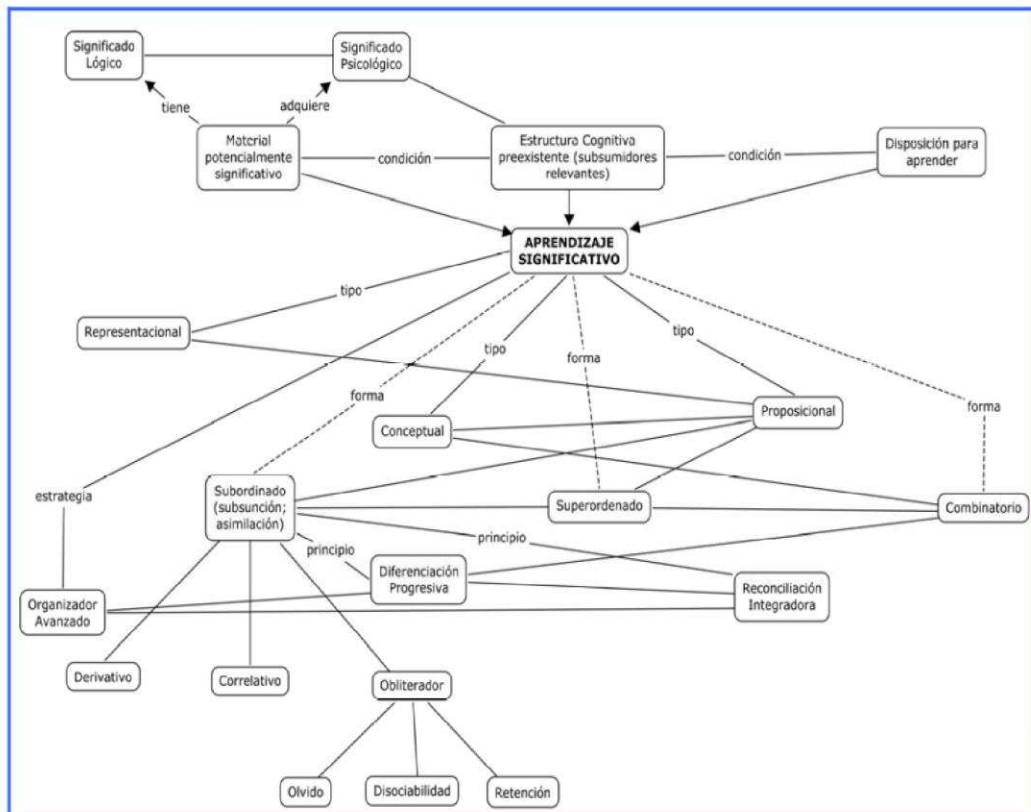 Significado
Lógico
Significado
Psicológico
tiene
adquiere
Material
potencialmente
significativo
condición
Estructura Cognitiva
preexistente (subsumidores
relevantes)
condición
Disposición para
aprender
APRENDIZAJE
SIGNIFICATIVO
tipo
Representacional
tipo
forma
tipo
forma
forma
Proposicional
Conceptual
estrategia
Subordinado
(subsunción;
asimilación)
Superordenado
Combinatorio
principio
principio
Diferenciación
Progresiva
Reconciliación
Integradora
Organizador
Avanzado
Derivativo
Correlativo
Obliterador
Olvido
Disociabilidad
Retención